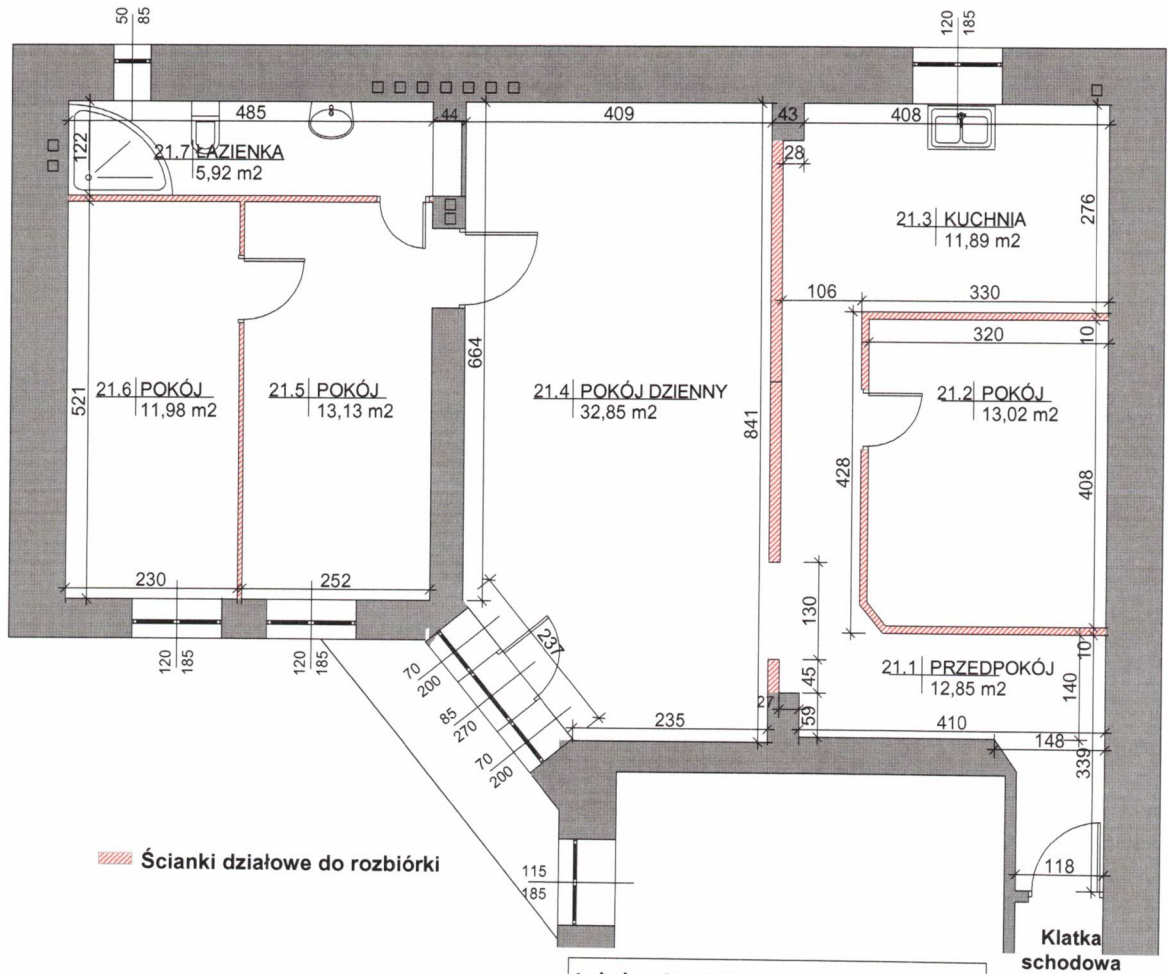 50
85
120
185
485
44
409
43
408
122
21.7 ŁAZIENKA
5,92 m2
28
276
21.3 KUCHNIA
11,89 m2
106
330
320
10
664
521
21.6 POKÓJ
11,98 m2
21.5 POKÓJ
13,13 m2
21.4 POKÓJ DZIENNY
32,85 m2
841
21.2 POKÓJ
13,02 m2
428
408
230
252
130
120
185
120
185
237
70
200
85
270
70
200
45
27
59
235
21.1 PRZEDPOKÓJ
12,85 m2
10
140
410
148
339
Ścianki działowe do rozbiórki
115
185
118
Klatka
schodowa